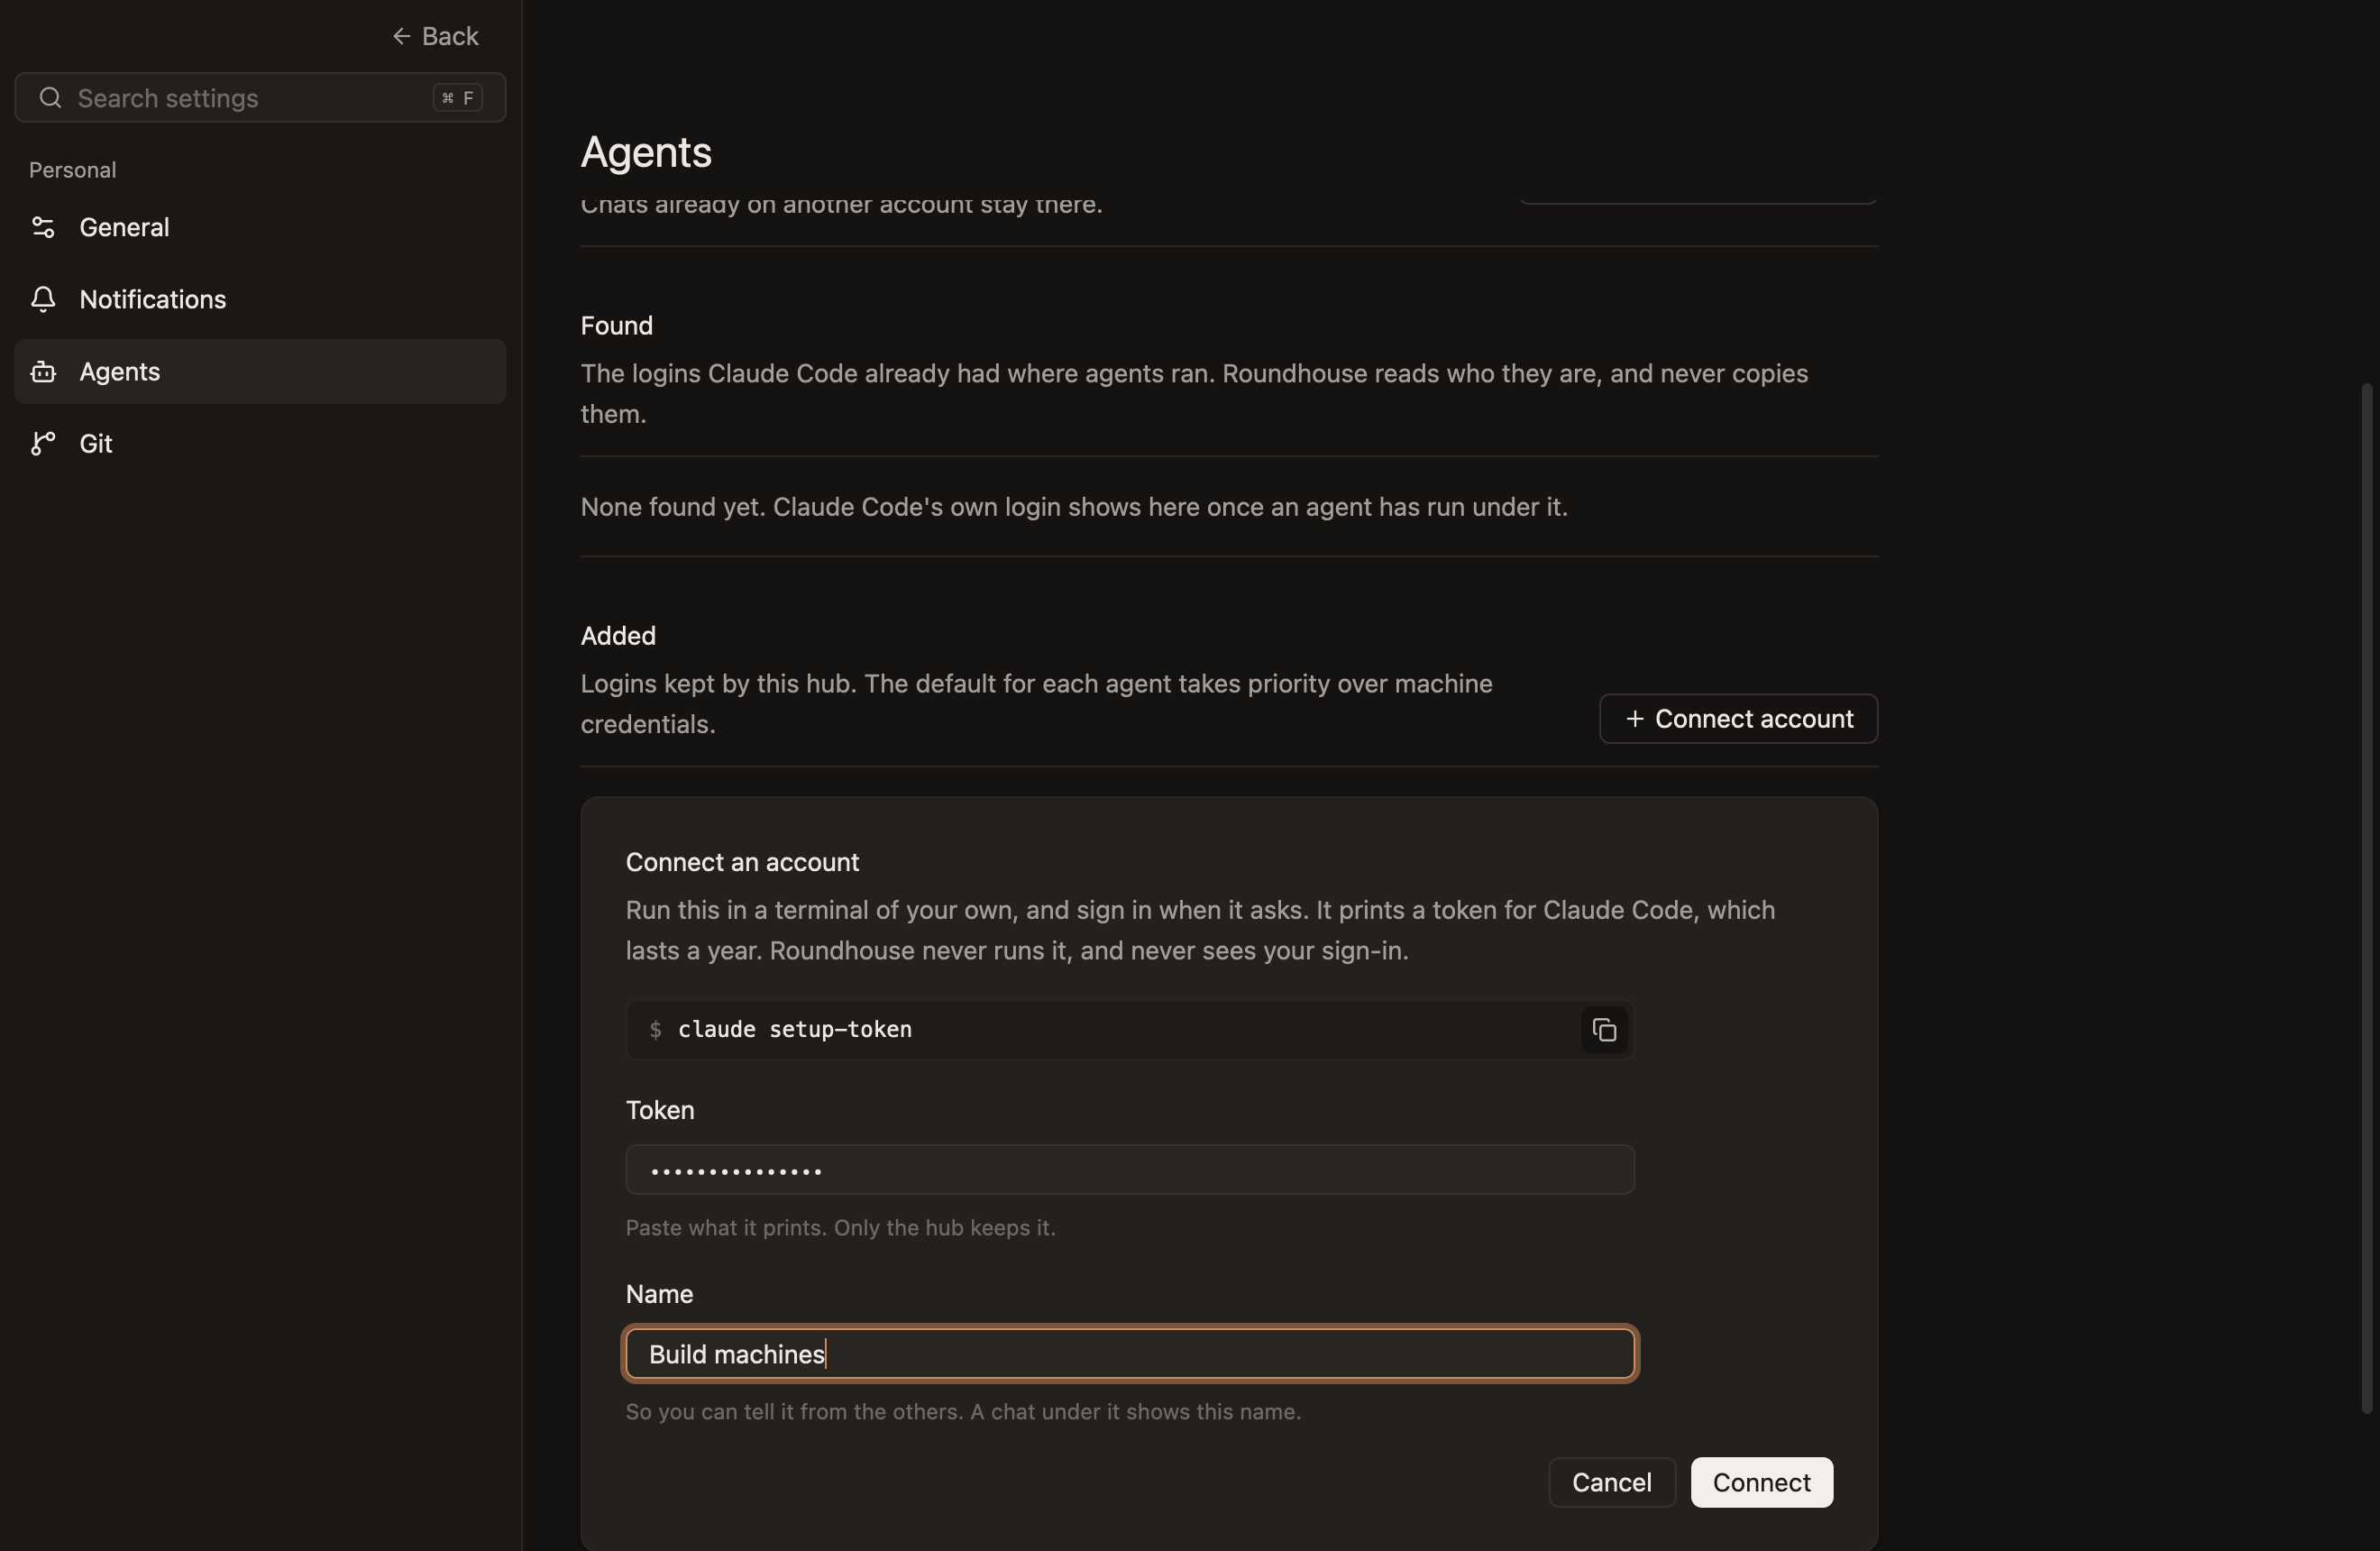 ← Back
Search settings
⌘ F
Personal
General
Notifications
Agents
Git
Agents
Chats already on another account stay there.
Found
The logins Claude Code already had where agents ran. Roundhouse reads who they are, and never copies
them.
None found yet. Claude Code's own login shows here once an agent has run under it.
Added
Logins kept by this hub. The default for each agent takes priority over machine
credentials.
+ Connect account
Connect an account
Run this in a terminal of your own, and sign in when it asks. It prints a token for Claude Code, which
lasts a year. Roundhouse never runs it, and never sees your sign-in.
$ claude setup-token
Token
•••••••••••••••
Paste what it prints. Only the hub keeps it.
Name
Build machines
So you can tell it from the others. A chat under it shows this name.
Cancel
Connect